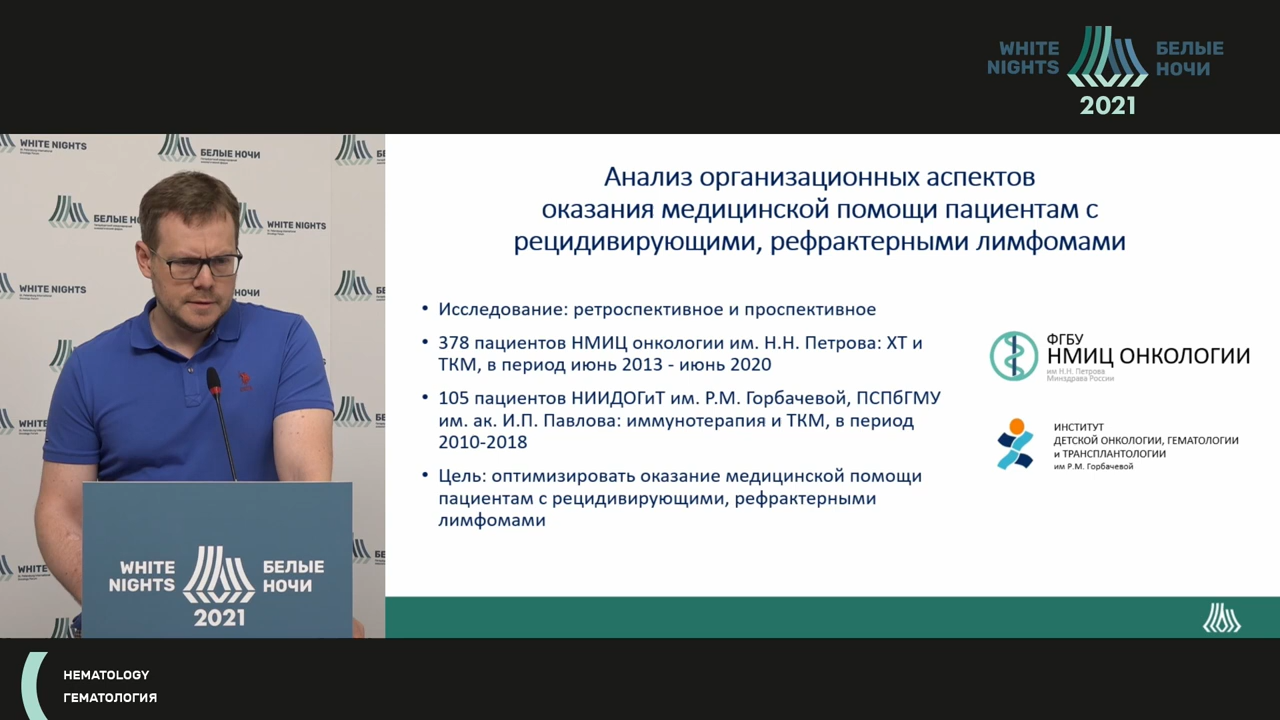 WHITE
NIGHTS
БЕЛЫЕ
НОЧИ
2021
WHITE NIGHTS
БЕЛЫЕ НОЧИ
WHITE NIGHTS
WHITE NIGHTS
WHITE
NIGHTS
БЕЛЫЕ
НОЧИ
2021
Анализ организационных аспектов
оказания медицинской помощи пациентам с
рецидивирующими, рефрактерными лимфомами
• Исследование: ретроспективное и проспективное
• 378 пациентов НМИЦ онкологии им. Н.Н. Петрова: ХТ и
ТКМ, в период июнь 2013 - июнь 2020
• 105 пациентов НИИДОГиТ им. Р.М. Горбачевой, ПСПбГМУ
им. ак. И.П. Павлова: иммунотерапия и ТКМ, в период
2010-2018
• Цель: оптимизировать оказание медицинской помощи
пациентам с рецидивирующими, рефрактерными
лимфомами
ФГБУ
НМИЦ ОНКОЛОГИИ
им Н.Н. Петрова
Минздрава России
ИНСТИТУТ
ДЕТСКОЙ ОНКОЛОГИИ, ГЕМАТОЛОГИИ
и ТРАНСПЛАНТОЛОГИИ
им Р.М. Горбачевой
HEMATOLOGY
ГЕМАТОЛОГИЯ